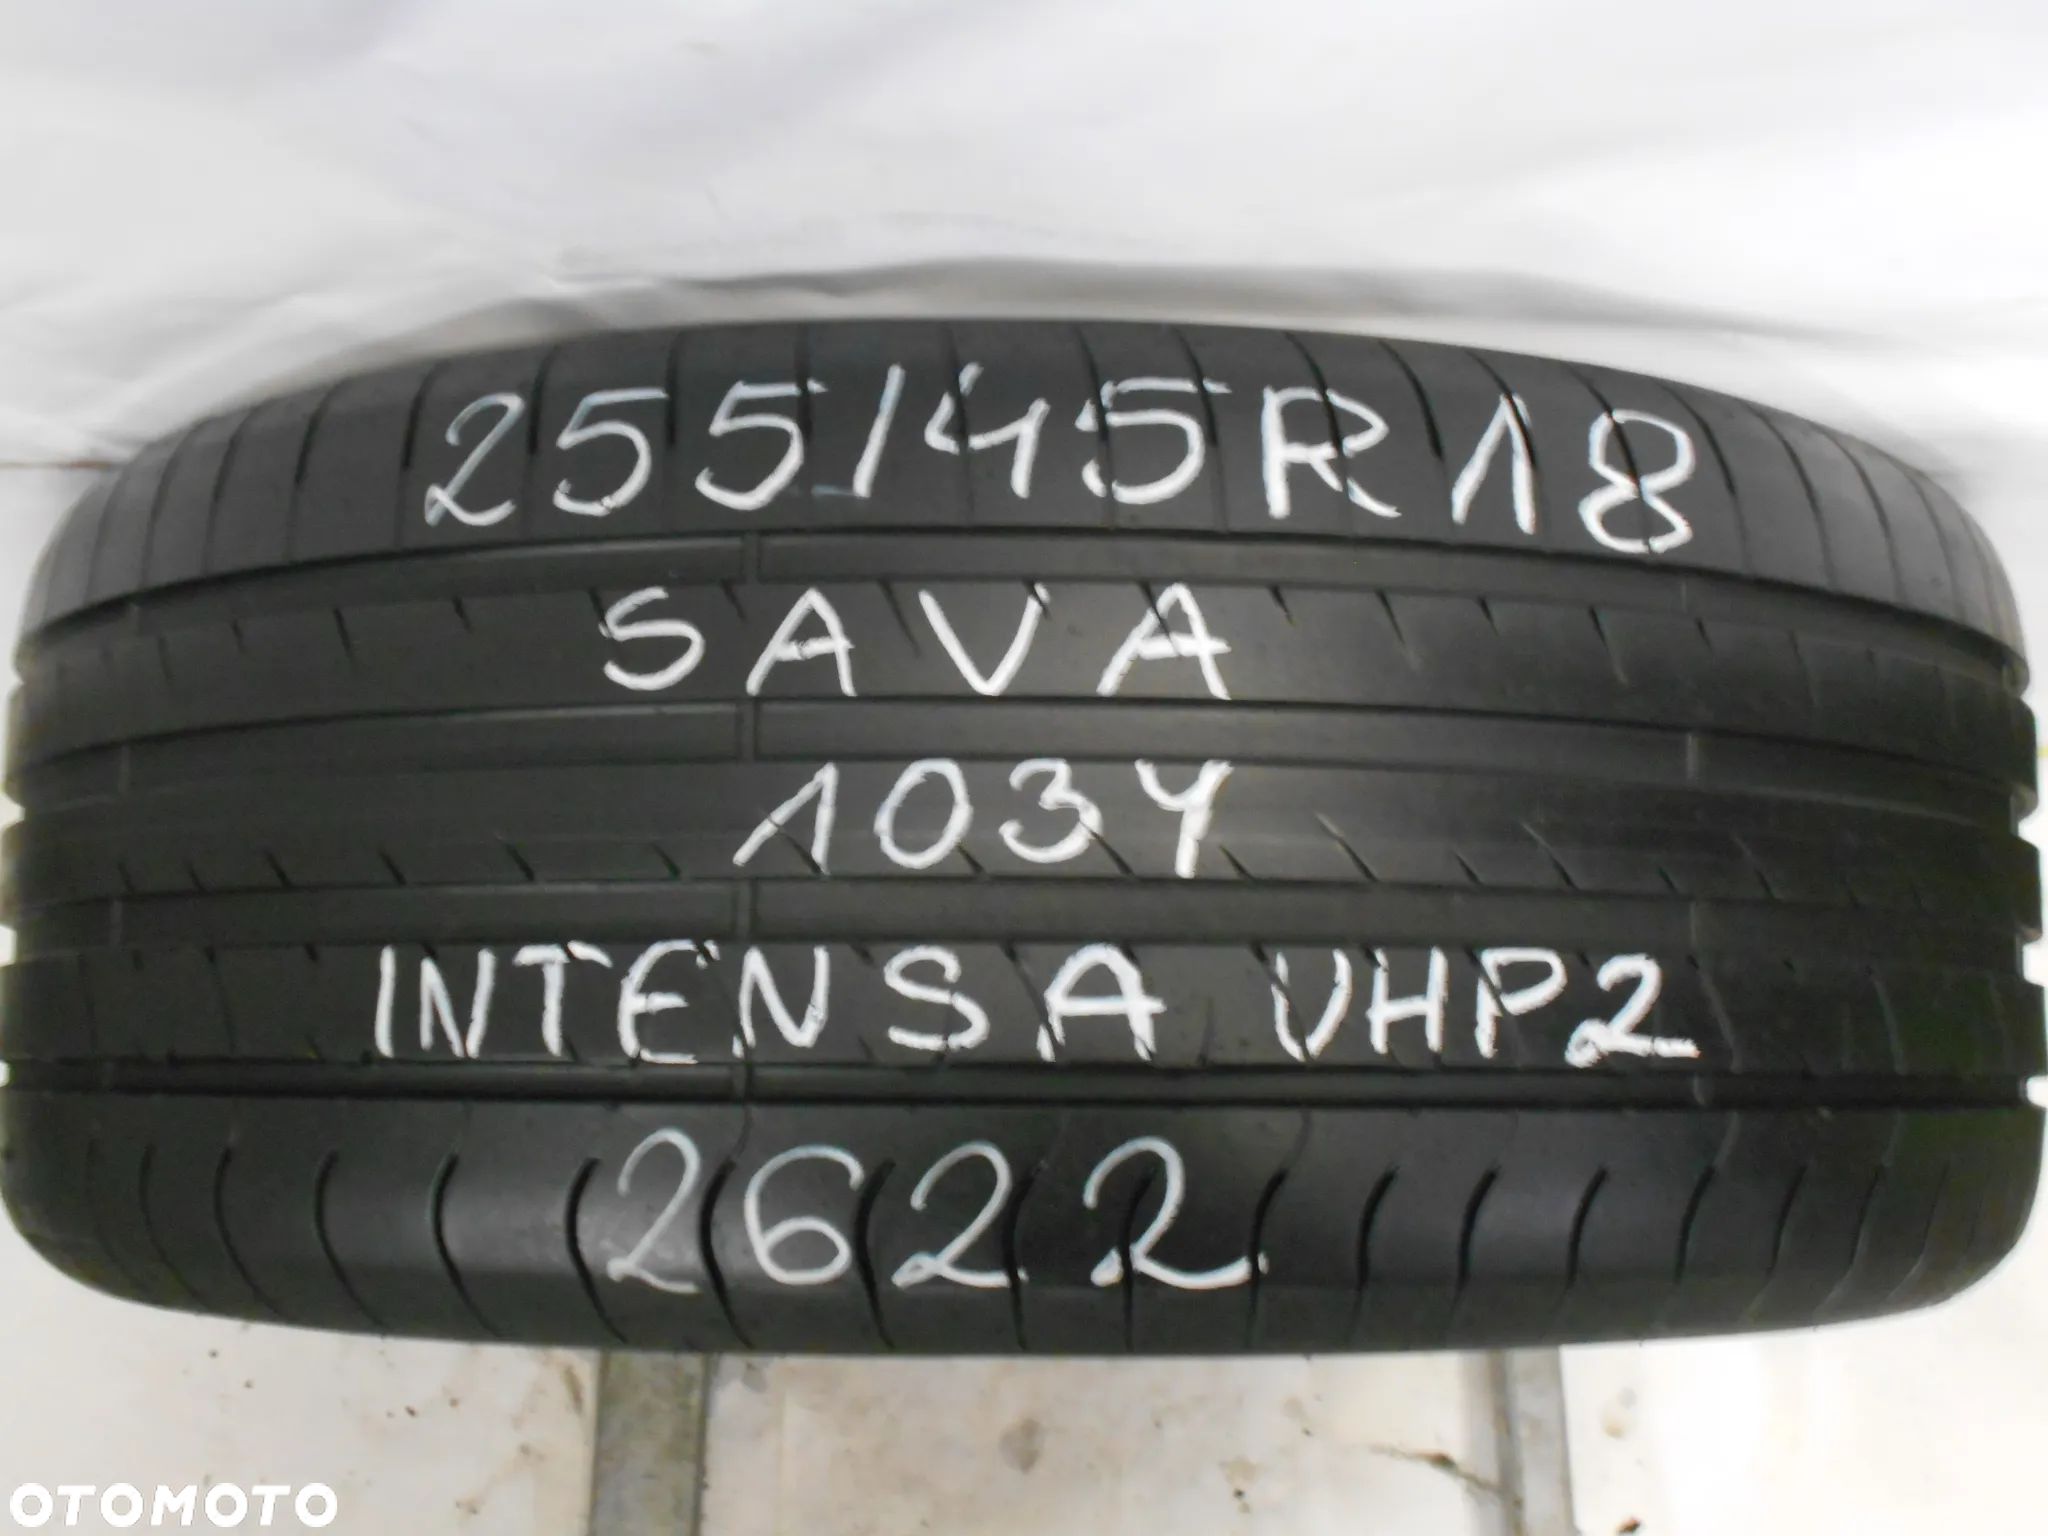 255/45R18
SAVA
103Y
INTENSA UHP2
2622
OTOMOTO